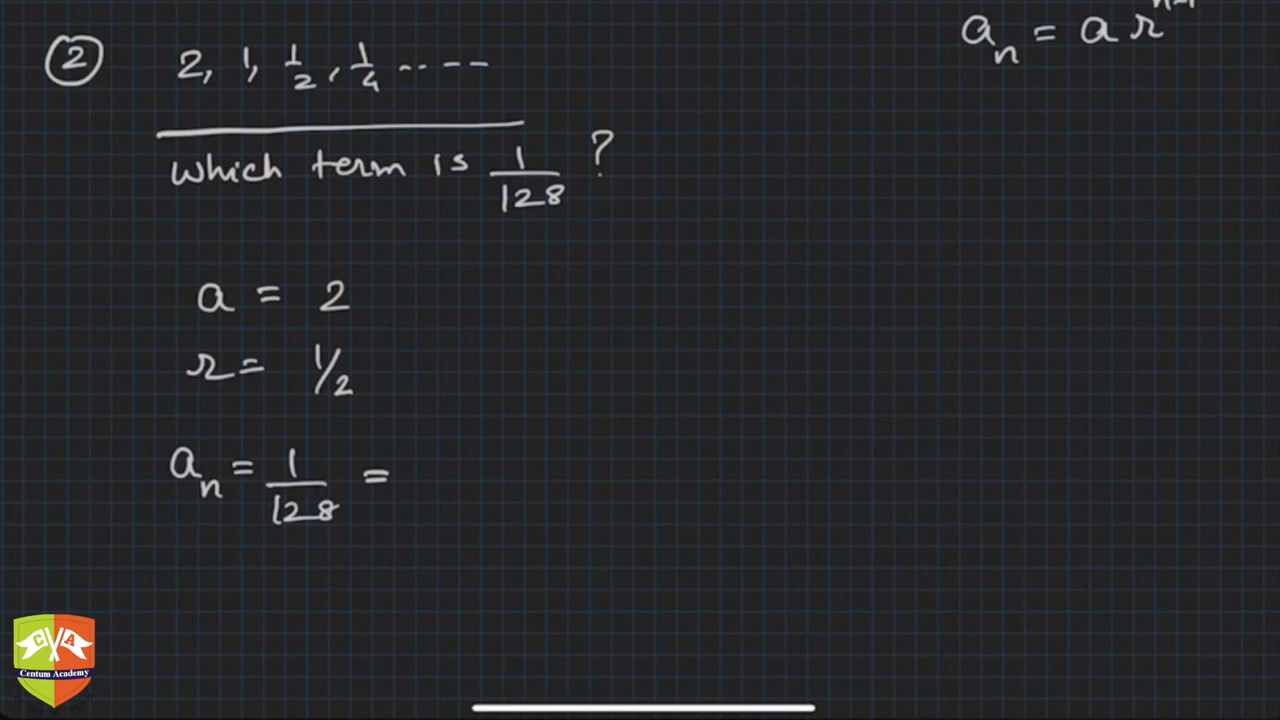 ② 2, 1, 1/2, 1/4 ·-·---
a_n = a r^{n-1}
which term is 1/128 ?
a = 2
r = 1/2
a_n = 1/128 =
C A
Centum Academy